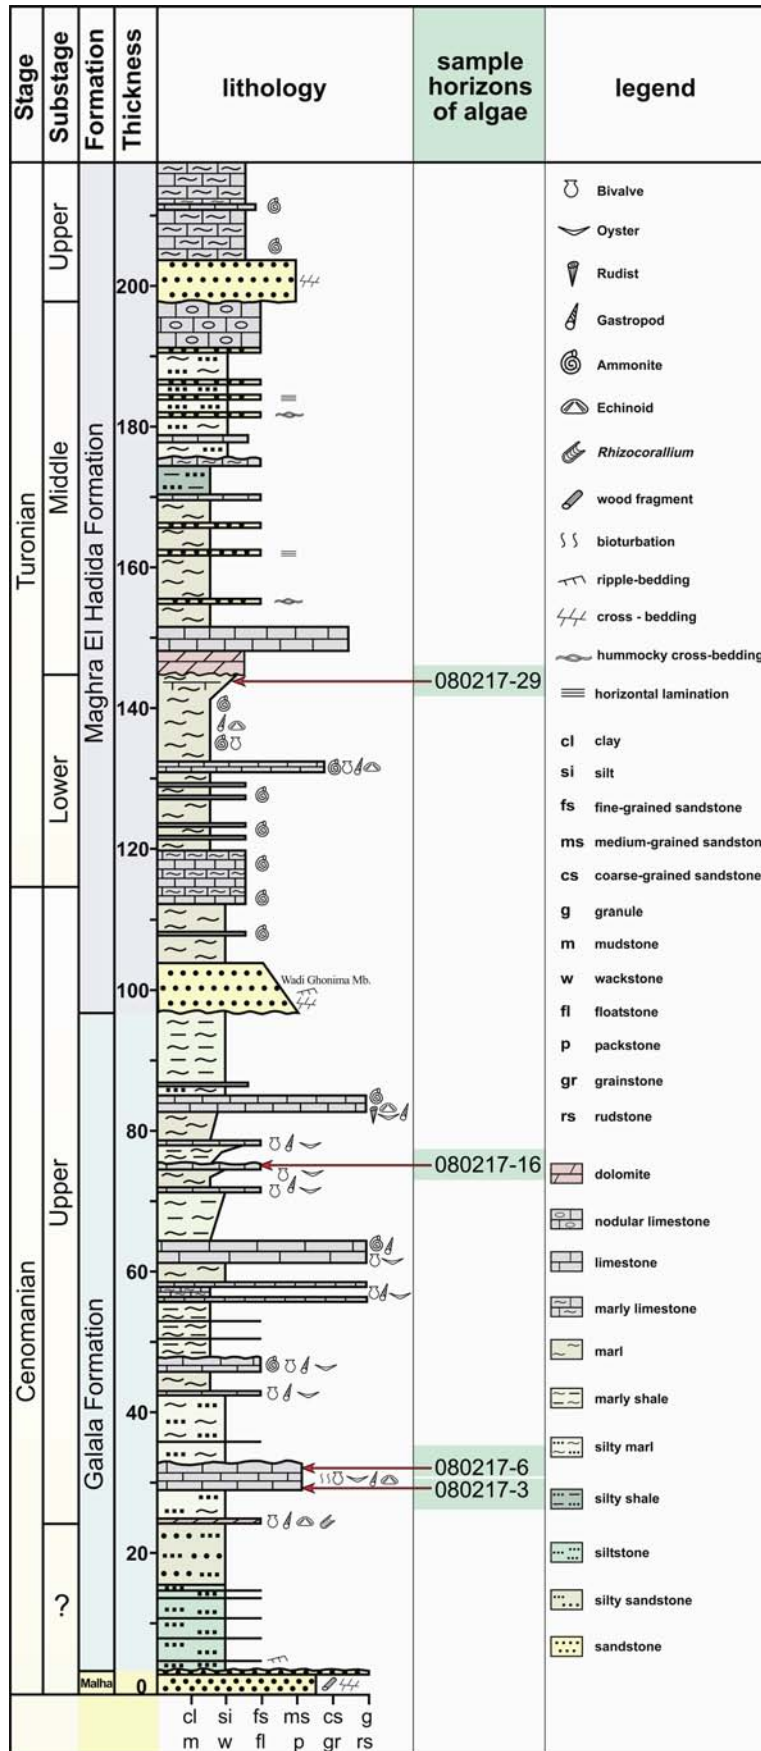 Stage
Substage
Formation
Thickness
lithology
sample
horizons
of algae
legend
Turonian
Cenomanian
Upper
Middle
Lower
Upper
?
Maghra El Hadida Formation
Galala Formation
Malha
200
180
160
140
120
100
80
60
40
20
0
Wadi Ghonima Mb.
080217-29
080217-16
080217-6
080217-3
Bivalve
Oyster
Rudist
Gastropod
Ammonite
Echinoid
Rhizocorallium
wood fragment
bioturbation
ripple-bedding
cross - bedding
hummocky cross-bedding
horizontal lamination
cl clay
si silt
fs fine-grained sandstone
ms medium-grained sandston
cs coarse-grained sandstone
g granule
m mudstone
w wackstone
fl floatstone
p packstone
gr grainstone
rs rudstone
dolomite
nodular limestone
limestone
marly limestone
marl
marly shale
silty marl
silty shale
siltstone
silty sandstone
sandstone
cl si fs ms cs g
m w fl p gr rs